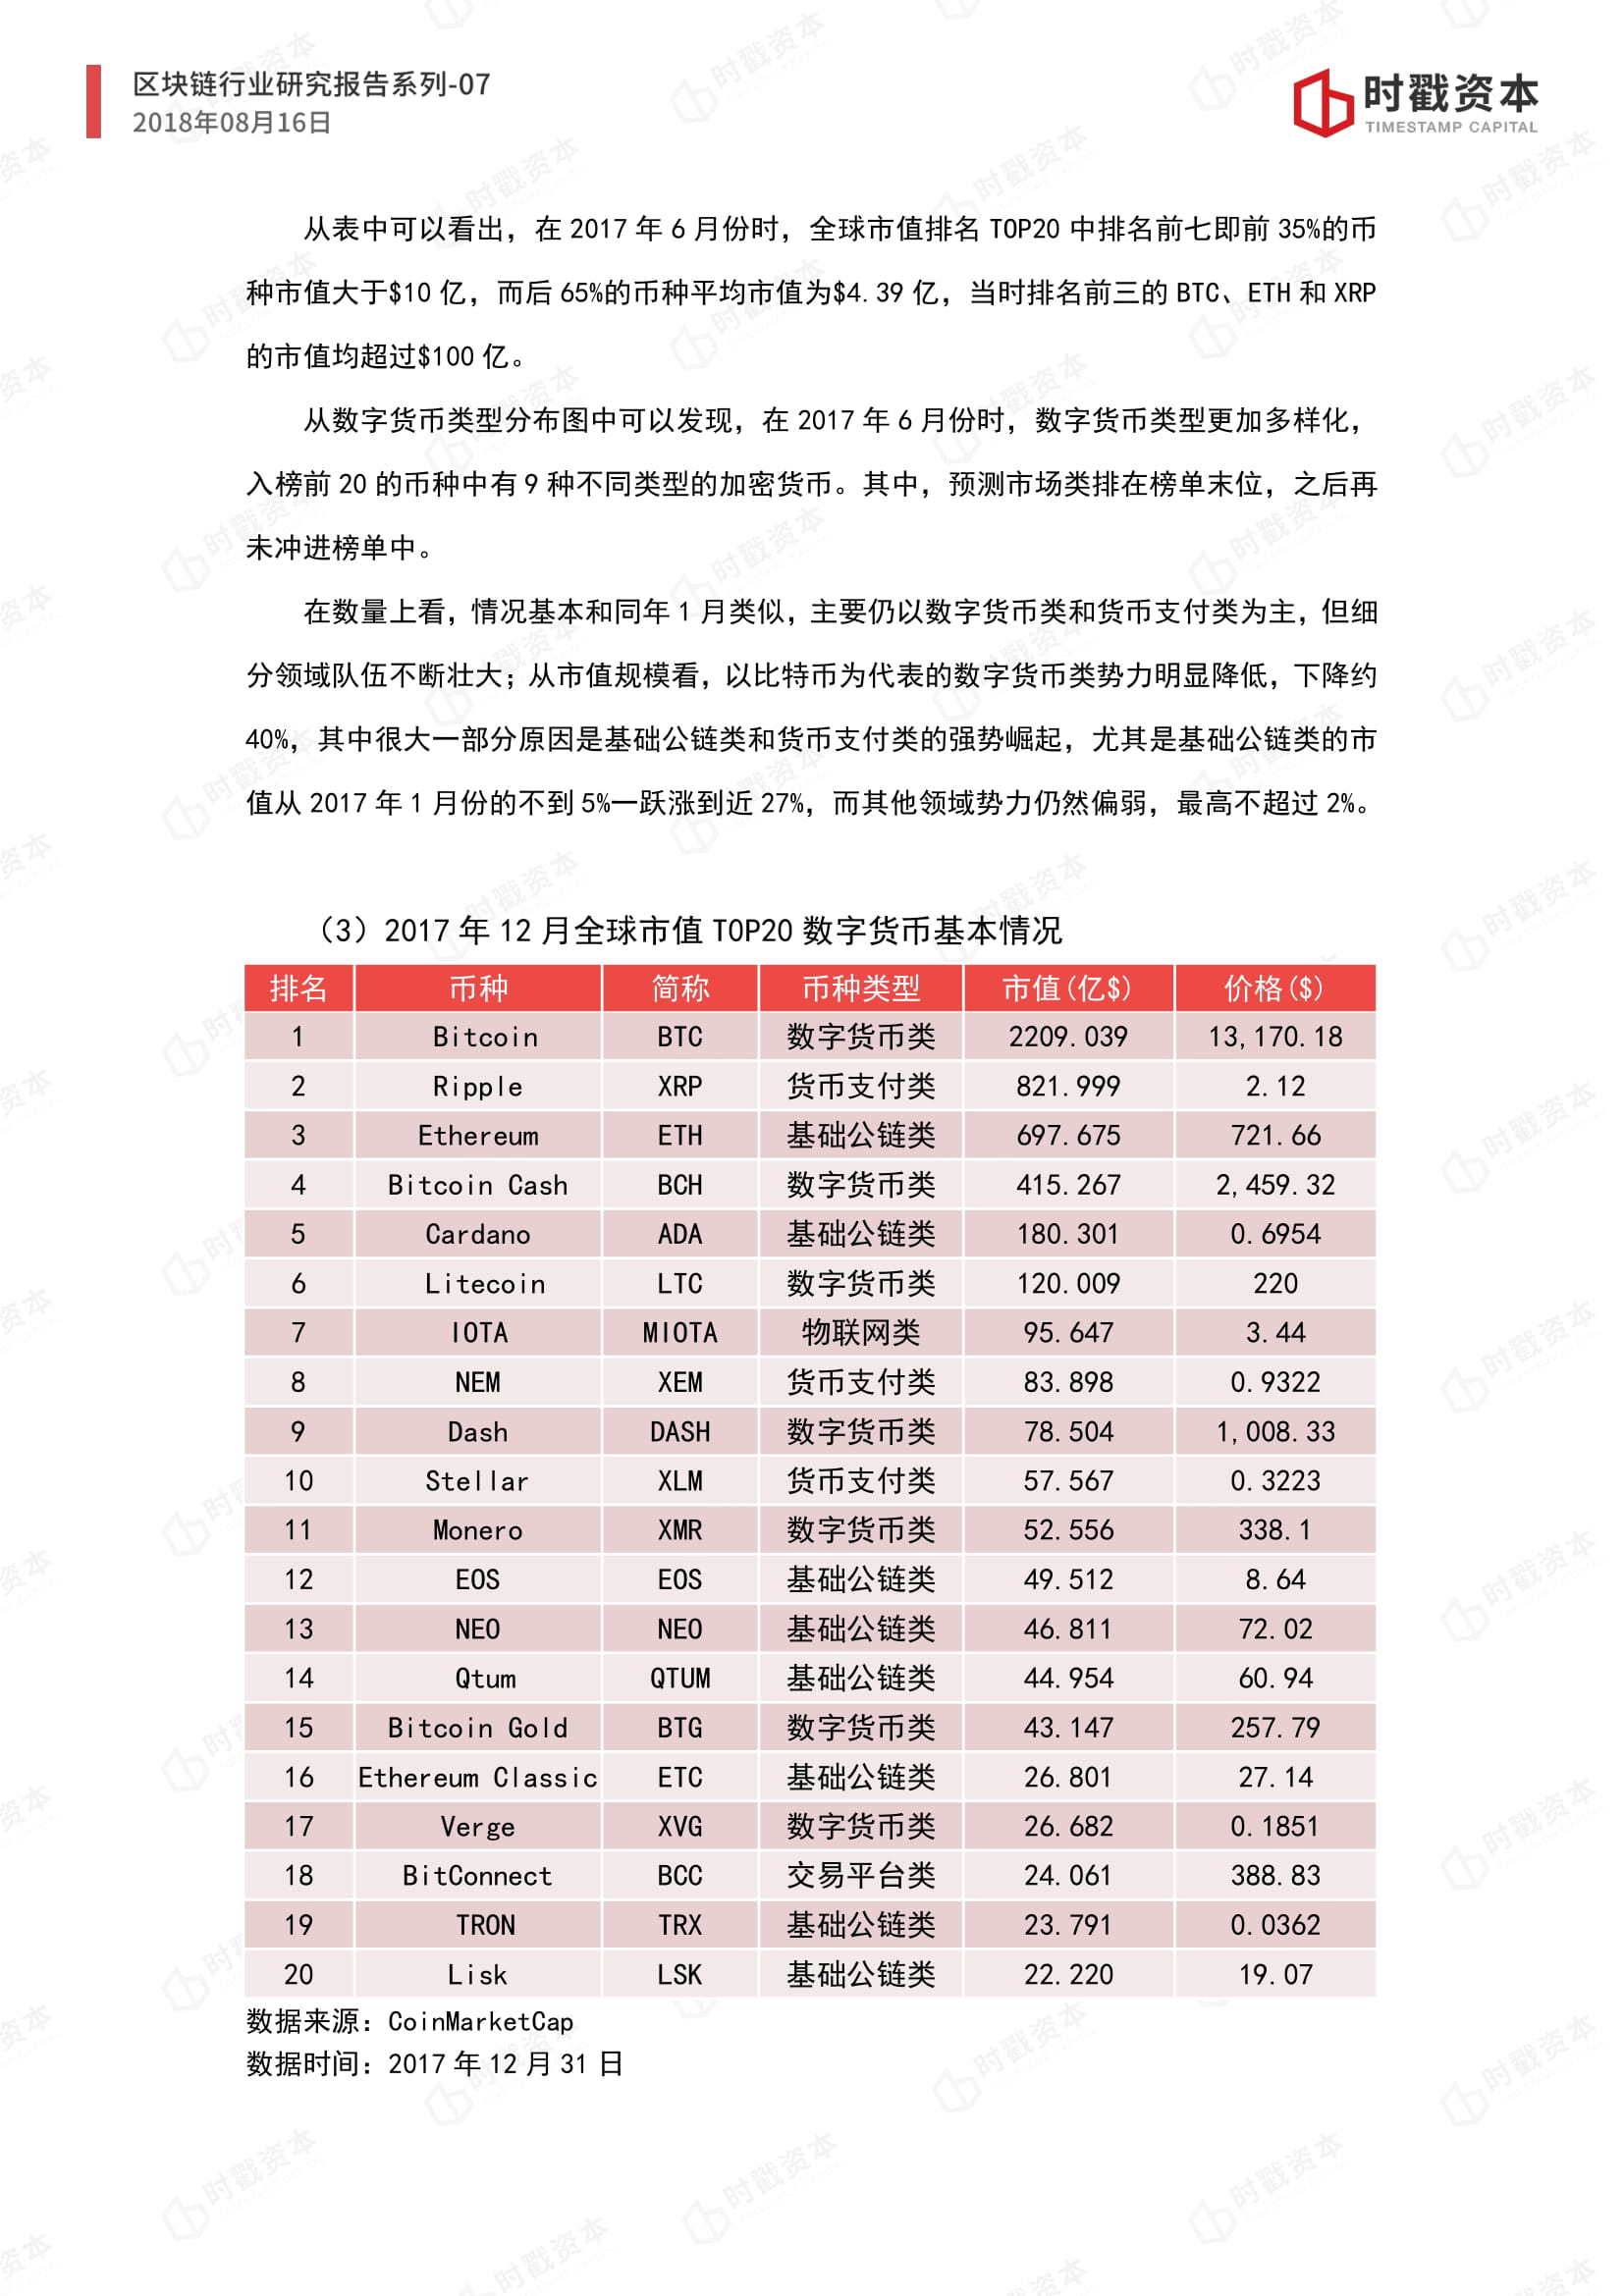 区块链行业研究报告系列-07
2018年08月16日
时戳资本
TIMESTAMP CAPITAL
从表中可以看出，在 2017 年 6 月份时，全球市值排名 TOP20 中排名前七即前 35%的币
种市值大于$10 亿，而后 65%的币种平均市值为$4.39 亿，当时排名前三的 BTC、ETH 和 XRP
的市值均超过$100 亿。
从数字货币类型分布图中可以发现，在 2017 年 6 月份时，数字货币类型更加多样化，
入榜前 20 的币种中有 9 种不同类型的加密货币。其中，预测市场类排在榜单末位，之后再
未冲进榜单中。
在数量上看，情况基本和同年 1 月类似，主要仍以数字货币类和货币支付类为主，但细
分领域队伍不断壮大；从市值规模看，以比特币为代表的数字货币类势力明显降低，下降约
40%，其中很大一部分原因是基础公链类和货币支付类的强势崛起，尤其是基础公链类的市
值从 2017 年 1 月份的不到 5%一跃涨到近 27%，而其他领域势力仍然偏弱，最高不超过 2%。
（3）2017 年 12 月全球市值 TOP20 数字货币基本情况
排名 币种 简称 币种类型 市值(亿$) 价格($)
1 Bitcoin BTC 数字货币类 2209.039 13,170.18
2 Ripple XRP 货币支付类 821.999 2.12
3 Ethereum ETH 基础公链类 697.675 721.66
4 Bitcoin Cash BCH 数字货币类 415.267 2,459.32
5 Cardano ADA 基础公链类 180.301 0.6954
6 Litecoin LTC 数字货币类 120.009 220
7 IOTA MIOTA 物联网类 95.647 3.44
8 NEM XEM 货币支付类 83.898 0.9322
9 Dash DASH 数字货币类 78.504 1,008.33
10 Stellar XLM 货币支付类 57.567 0.3223
11 Monero XMR 数字货币类 52.556 338.1
12 EOS EOS 基础公链类 49.512 8.64
13 NEO NEO 基础公链类 46.811 72.02
14 Qtum QTUM 基础公链类 44.954 60.94
15 Bitcoin Gold BTG 数字货币类 43.147 257.79
16 Ethereum Classic ETC 基础公链类 26.801 27.14
17 Verge XVG 数字货币类 26.682 0.1851
18 BitConnect BCC 交易平台类 24.061 388.83
19 TRON TRX 基础公链类 23.791 0.0362
20 Lisk LSK 基础公链类 22.220 19.07
数据来源：CoinMarketCap
数据时间：2017 年 12 月 31 日